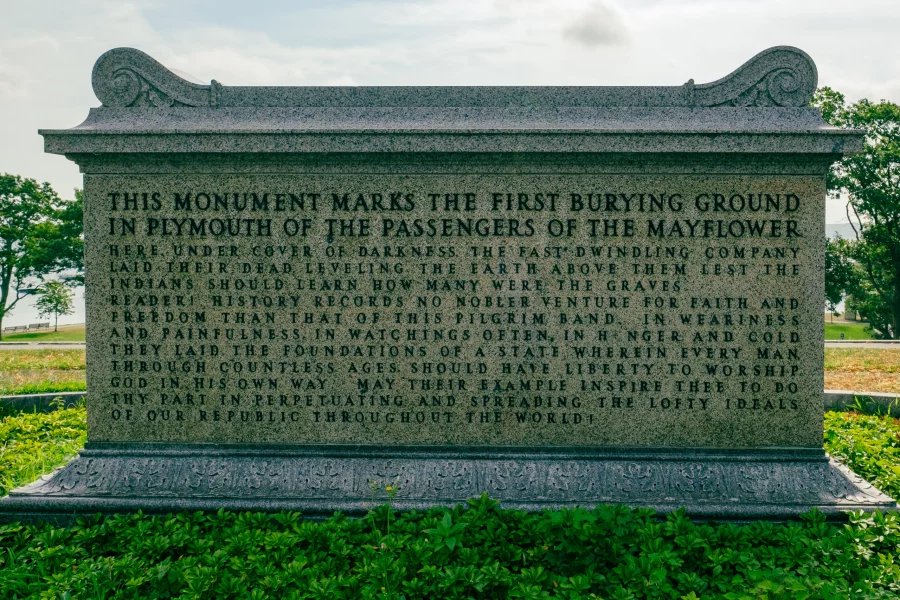 THIS MONUMENT MARKS THE FIRST BURYING GROUND
IN PLYMOUTH OF THE PASSENGERS OF THE MAYFLOWER
HERE, UNDER COVER OF DARKNESS, THE FAST DWINDLING COMPANY
LAID THEIR DEAD, LEVELING THE EARTH ABOVE THEM LEST THE
INDIANS SHOULD LEARN HOW MANY WERE THE GRAVES
READER! HISTORY RECORDS NO NOBLER VENTURE FOR FAITH AND
FREEDOM THAN THAT OF THIS PILGRIM BAND. IN WEARINESS
AND PAINFULNESS, IN WATCHINGS OFTEN, IN HUNGER AND COLD
THEY LAID THE FOUNDATIONS OF A STATE WHEREIN EVERY MAN
THROUGH COUNTLESS AGES SHOULD HAVE LIBERTY TO WORSHIP
GOD IN HIS OWN WAY. MAY THEIR EXAMPLE INSPIRE THEE TO DO
THY PART IN PERPETUATING AND SPREADING THE LOFTY IDEALS
OF OUR REPUBLIC THROUGHOUT THE WORLD!